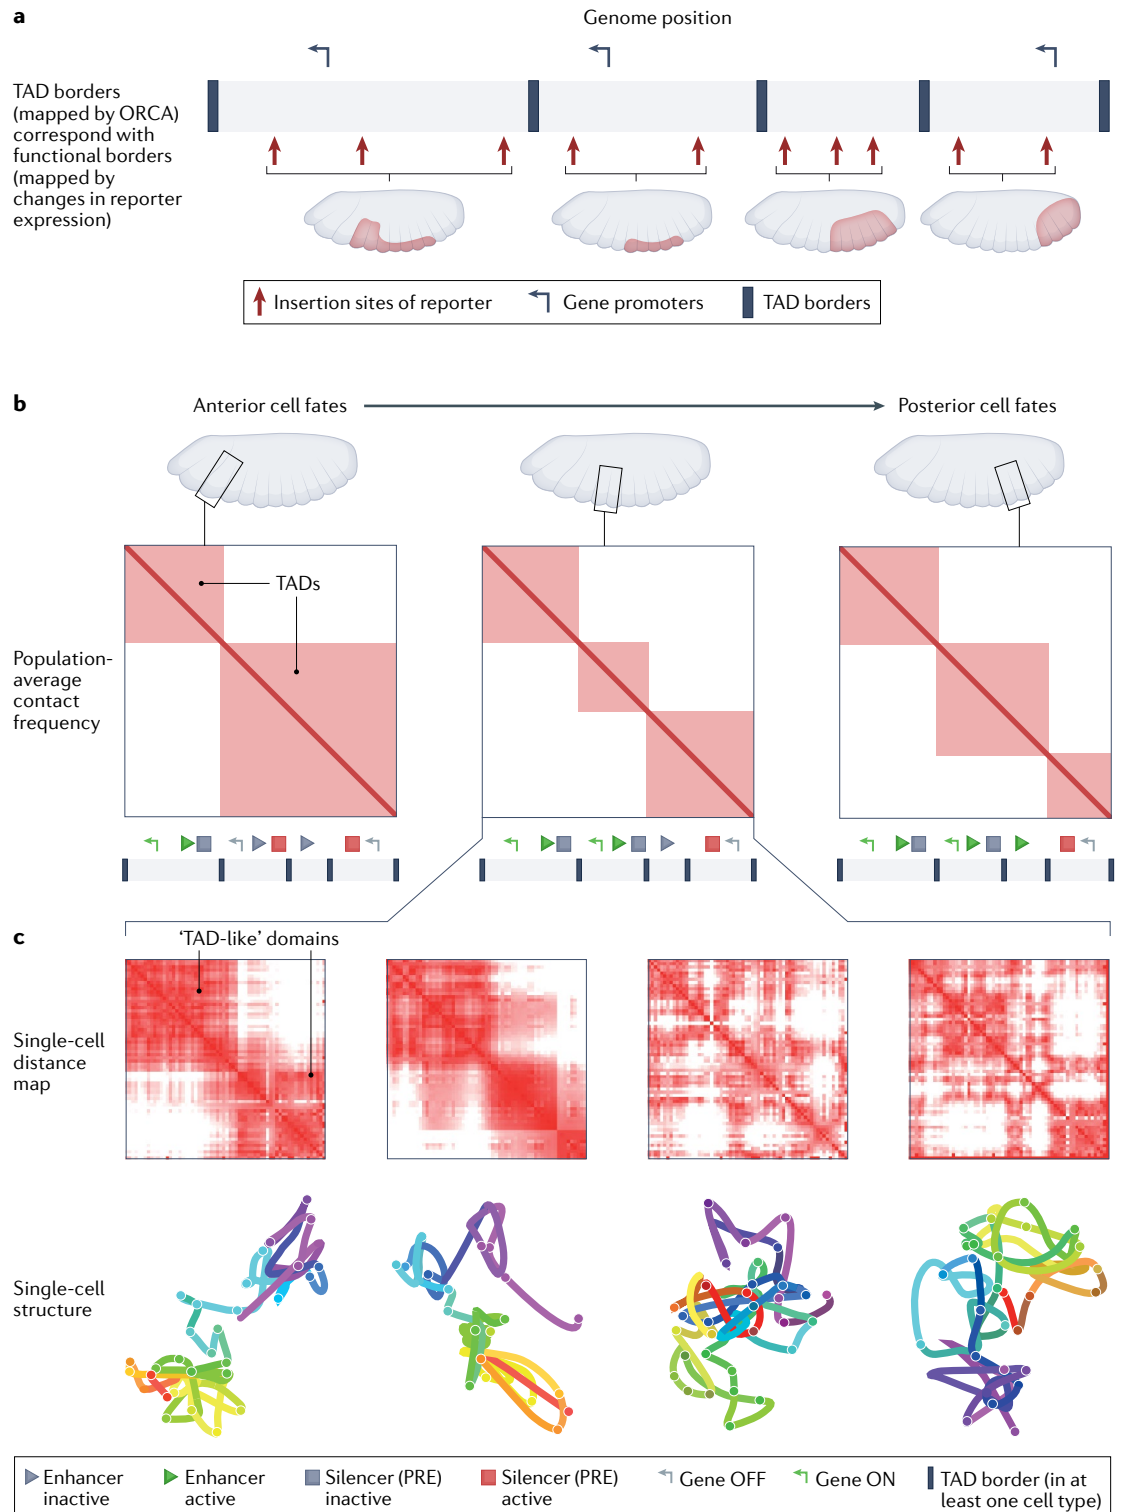 a
Genome position
TAD borders
(mapped by ORCA)
correspond with
functional borders
(mapped by
changes in reporter
expression)
Insertion sites of reporter
Gene promoters
TAD borders
b
Anterior cell fates
Posterior cell fates
TADs
Population-
average
contact
frequency
c
‘TAD-like’ domains
Single-cell
distance
map
Single-cell
structure
Enhancer
inactive
Enhancer
active
Silencer (PRE)
inactive
Silencer (PRE)
active
Gene OFF
Gene ON
TAD border (in at
least one cell type)